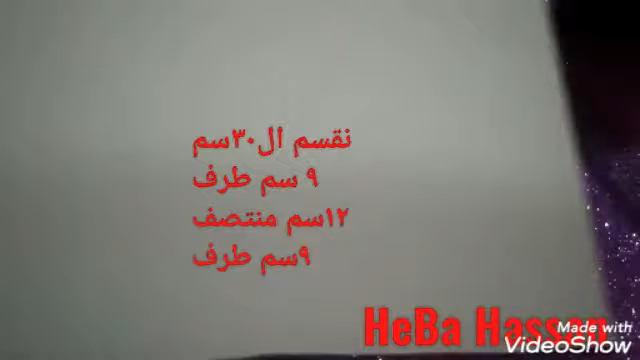 نقسم ال٣٠سم
٩ سم طرف
١٢سم منتصف
٩سم طرف
HeBa Hassan
Made with
VideoShow